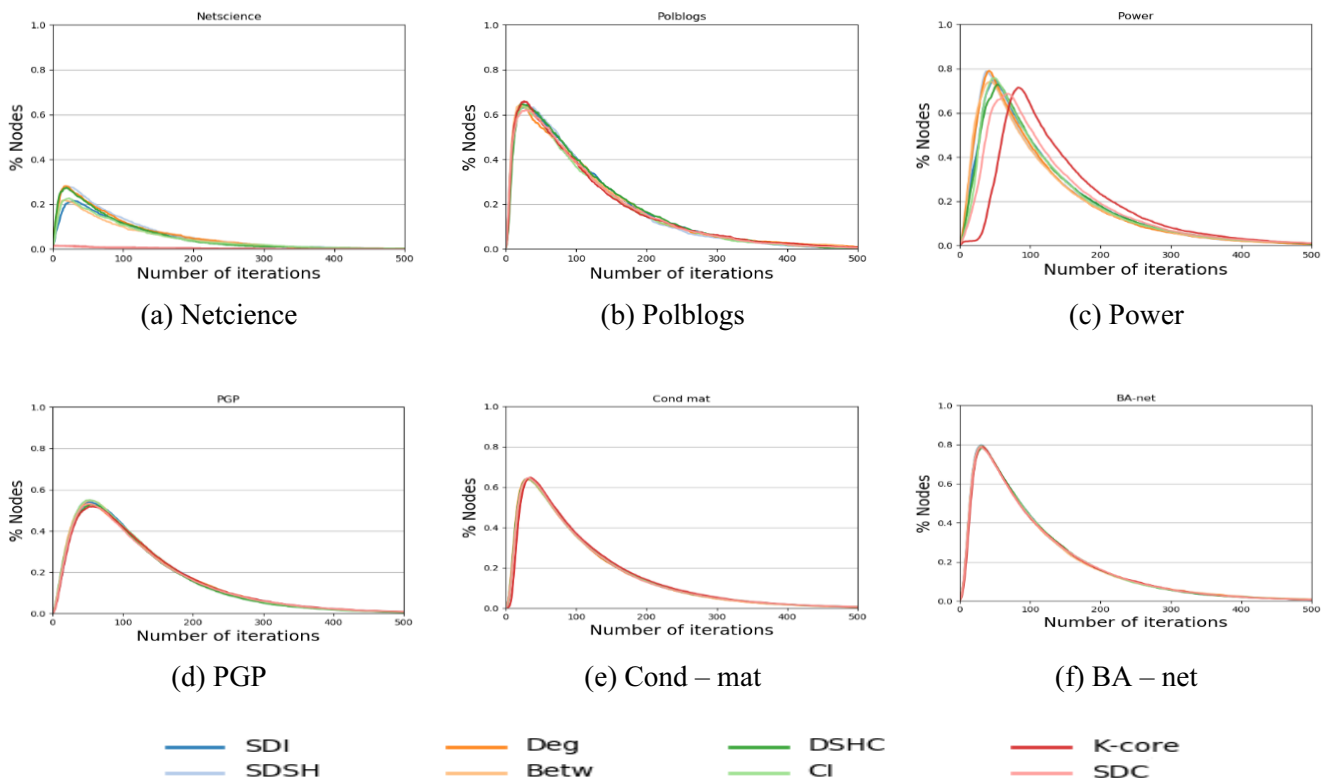 Netscience
Polblogs
Power
1.0
0.8
0.6
0.4
0.2
0.0
% Nodes
0 100 200 300 400 500
Number of iterations
1.0
0.8
0.6
0.4
0.2
0.0
% Nodes
0 100 200 300 400 500
Number of iterations
1.0
0.8
0.6
0.4
0.2
0.0
% Nodes
0 100 200 300 400 500
Number of iterations
(a) Netcience
(b) Polblogs
(c) Power
PGP
Cond mat
BA-net
1.0
0.8
0.6
0.4
0.2
0.0
% Nodes
0 100 200 300 400 500
Number of iterations
1.0
0.8
0.6
0.4
0.2
0.0
% Nodes
0 100 200 300 400 500
Number of iterations
1.0
0.8
0.6
0.4
0.2
0.0
% Nodes
0 100 200 300 400 500
Number of iterations
(d) PGP
(e) Cond – mat
(f) BA – net
SDI Deg DSHC K-core
SDSH Betw CI SDC